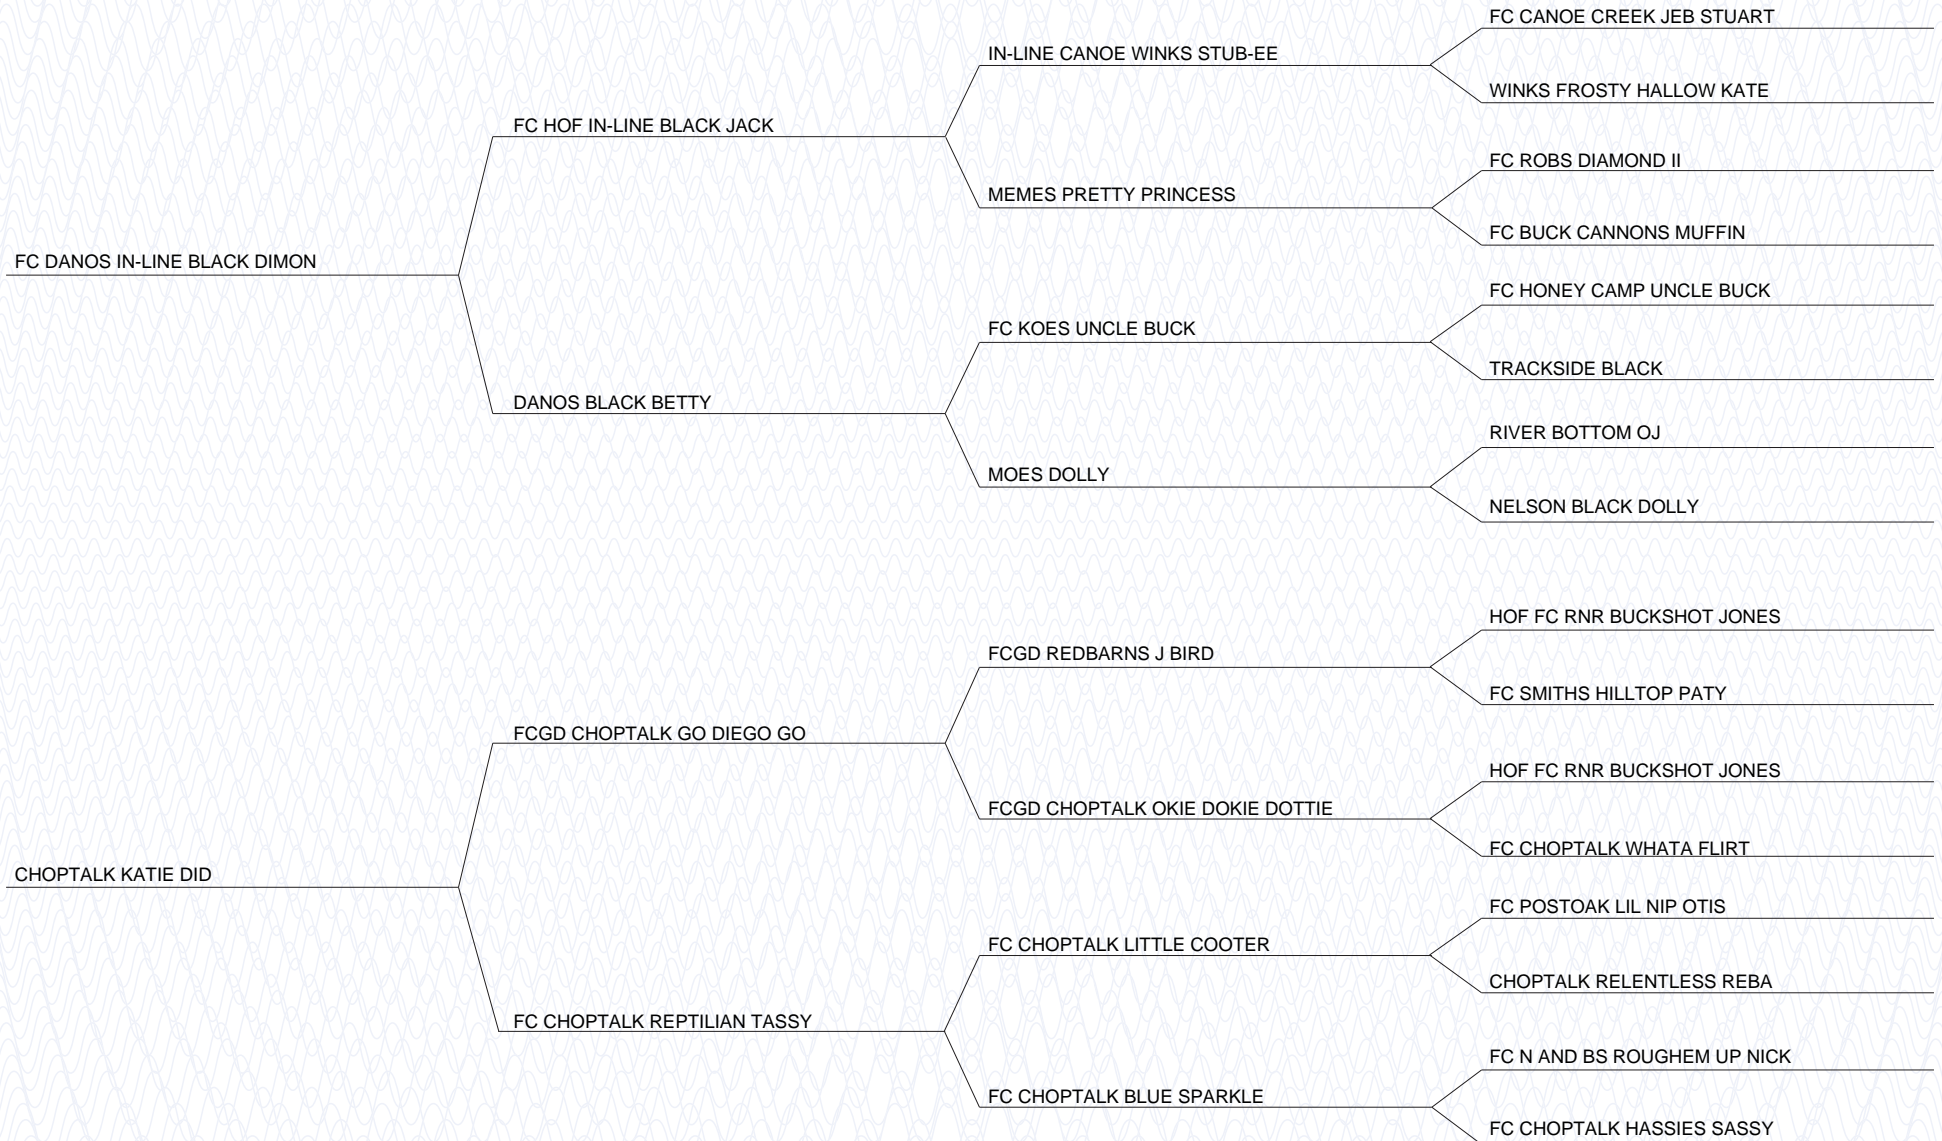 FC CANOE CREEK JEB STUART
IN-LINE CANOE WINKS STUB-EE
WINKS FROSTY HALLOW KATE
FC HOF IN-LINE BLACK JACK
FC ROBS DIAMOND II
MEMES PRETTY PRINCESS
FC BUCK CANNONS MUFFIN
FC DANOS IN-LINE BLACK DIMON
FC HONEY CAMP UNCLE BUCK
FC KOES UNCLE BUCK
TRACKSIDE BLACK
DANOS BLACK BETTY
RIVER BOTTOM OJ
MOES DOLLY
NELSON BLACK DOLLY
HOF FC RNR BUCKSHOT JONES
FCGD REDBARNS J BIRD
FC SMITHS HILLTOP PATY
FCGD CHOPTALK GO DIEGO GO
HOF FC RNR BUCKSHOT JONES
FCGD CHOPTALK OKIE DOKIE DOTTIE
FC CHOPTALK WHATA FLIRT
CHOPTALK KATIE DID
FC POSTOAK LIL NIP OTIS
FC CHOPTALK LITTLE COOTER
CHOPTALK RELENTLESS REBA
FC CHOPTALK REPTILIAN TASSY
FC N AND BS ROUGHEM UP NICK
FC CHOPTALK BLUE SPARKLE
FC CHOPTALK HASSIES SASSY